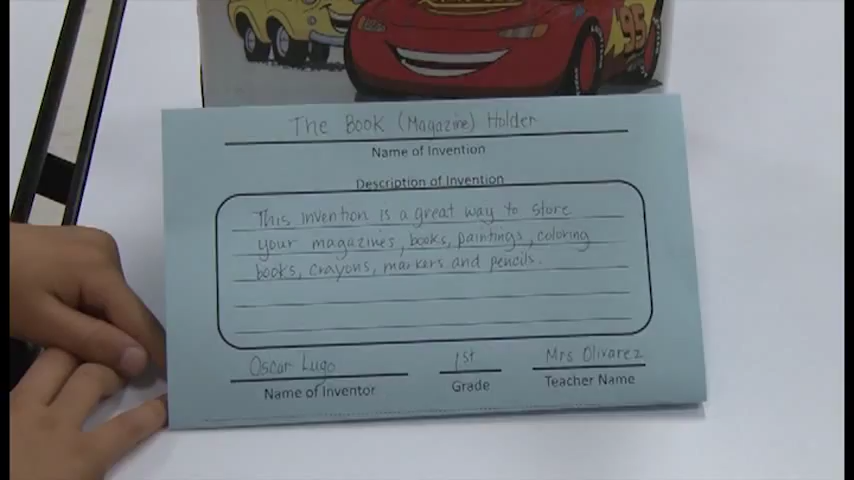 95
The Book (Magazine) Holder
Name of Invention
Description of Invention
This invention is a great way to store
your magazines, books, paintings, coloring
books, crayons, markers and pencils.
Oscar Lugo
1st
Mrs Olivarez
Name of Inventor
Grade
Teacher Name